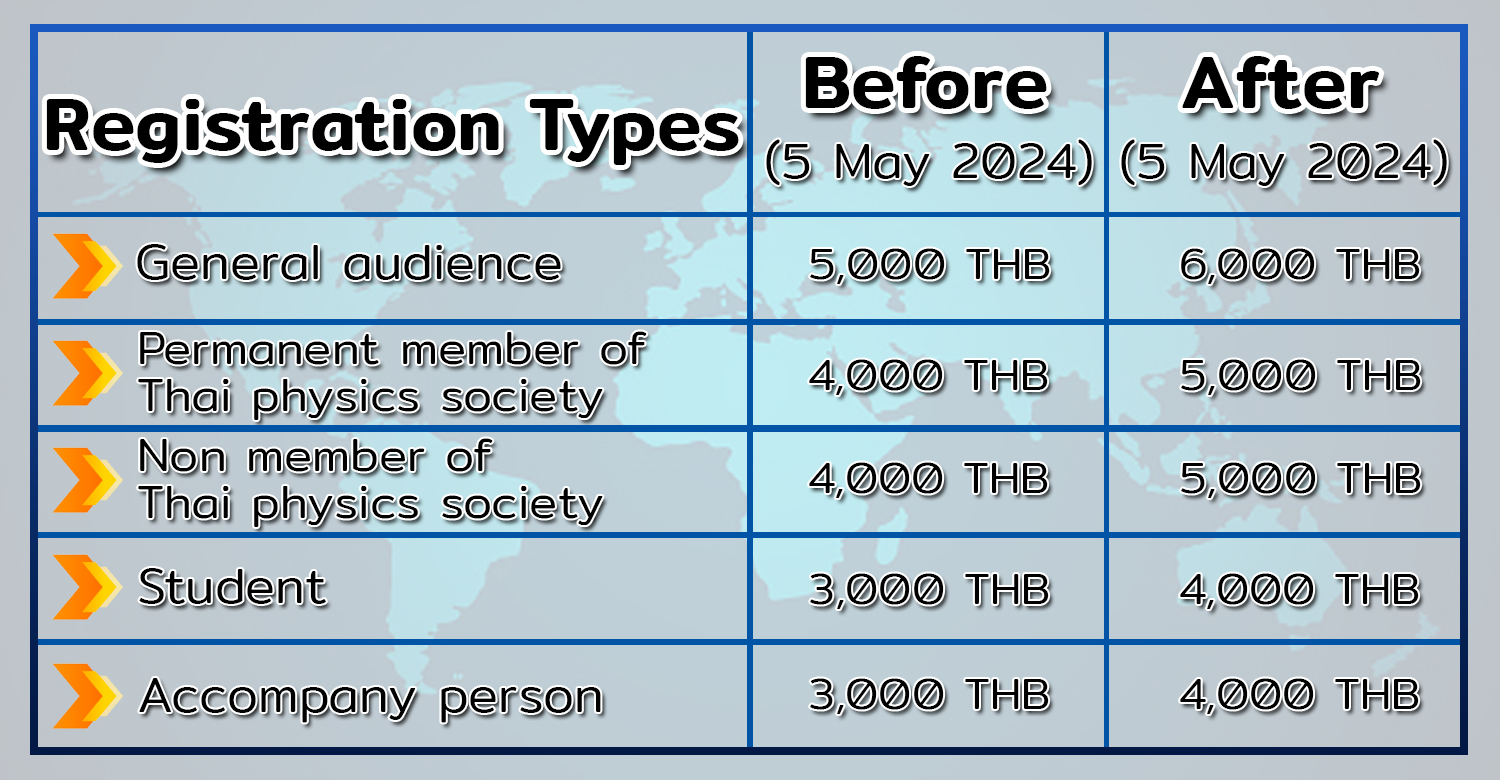 Registration Types
Before
(5 May 2024)
After
(5 May 2024)
General audience
5,000 THB
6,000 THB
Permanent member of
Thai physics society
4,000 THB
5,000 THB
Non member of
Thai physics society
4,000 THB
5,000 THB
Student
3,000 THB
4,000 THB
Accompany person
3,000 THB
4,000 THB